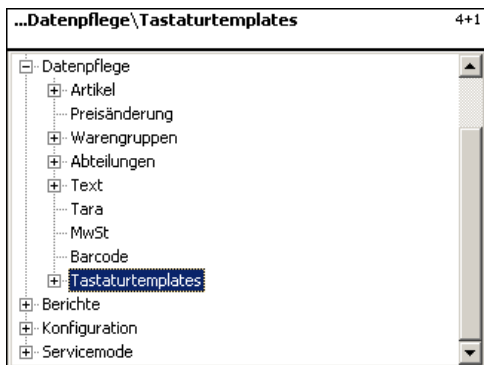 ...Datenpflege\Tastaturtemplates 4+1
Datenpflege
Artikel
Preisänderung
Warengruppen
Abteilungen
Text
Tara
MwSt
Barcode
Tastaturtemplates
Berichte
Konfiguration
Servicemode